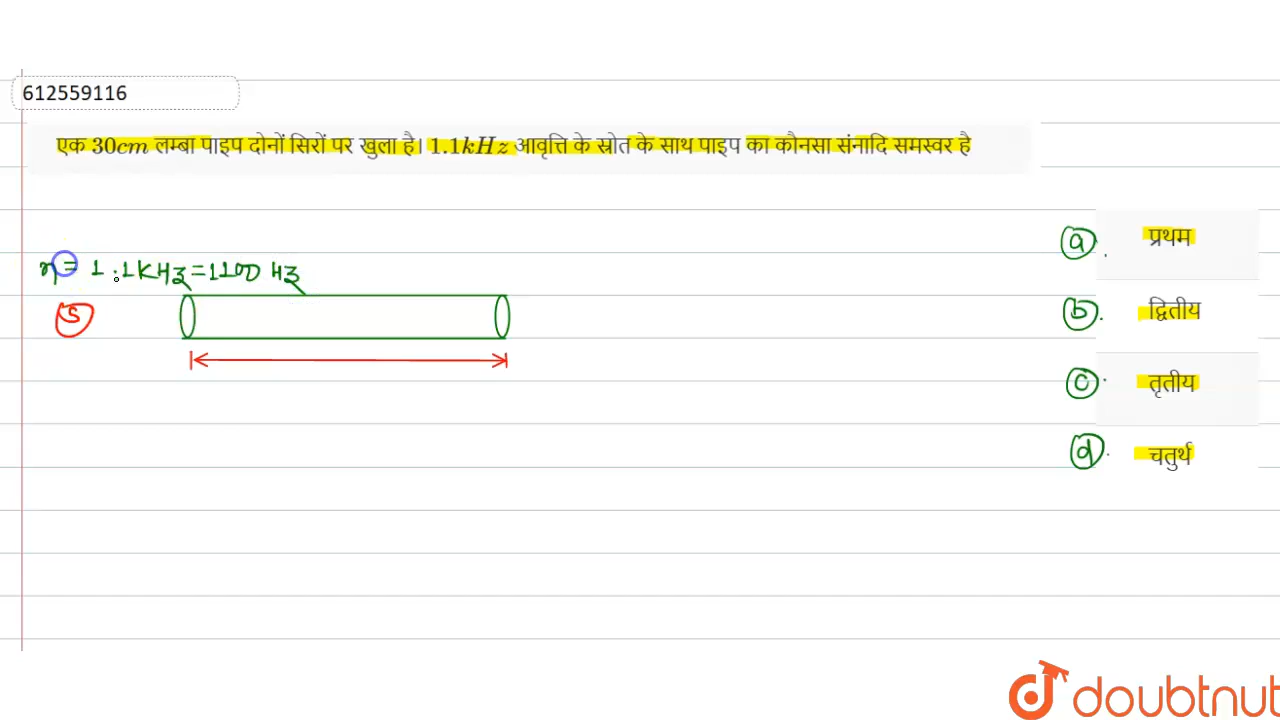 612559116
एक 30cm लम्बा पाइप दोनों सिरों पर खुला है। 1.1kHz आवृत्ति के स्रोत के साथ पाइप का कौनसा संनादि समस्वर है
a. प्रथम
b. द्वितीय
c. तृतीय
d. चतुर्थ
n = 1.1KHz = 1100 Hz
S
doubtnut